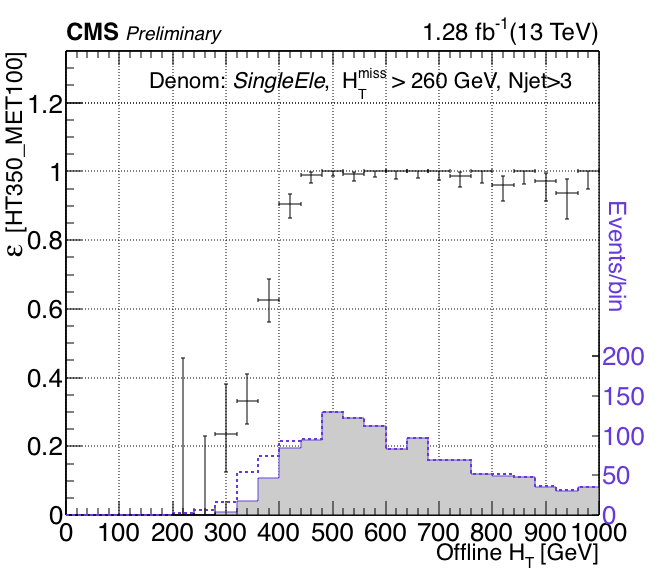 CMS Preliminary 1.28 fb⁻¹(13 TeV)
Denom: SingleEle, H_T^miss > 260 GeV, Njet>3
ε [HT350_MET100]
1.2
1
0.8
0.6
0.4
0.2
0
Events/bin
200
150
100
50
0
0 100 200 300 400 500 600 700 800 900 1000
Offline H_T [GeV]